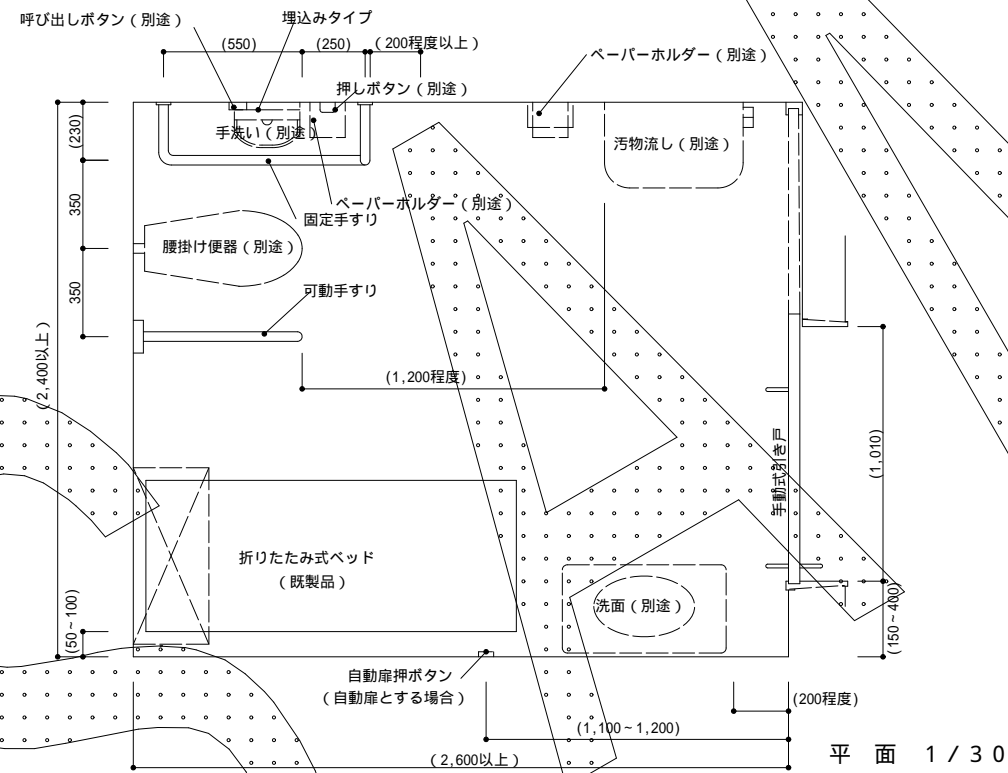 呼び出しボタン（別途）
埋込みタイプ
(550)
(250)
（200程度以上）
ペーパーホルダー（別途）
押しボタン（別途）
(230)
手洗い（別途）
汚物流し（別途）
ペーパーホルダー（別途）
固定手すり
350
腰掛け便器（別途）
350
可動手すり
（2,400以上）
(1,200程度)
手動式引き戸
(1,010)
折りたたみ式ベッド
（既製品）
洗面（別途）
(50~100)
(150~400)
自動扉押ボタン
（自動扉とする場合）
(200程度)
(1,100~1,200)
（2,600以上）
平 面 1/30